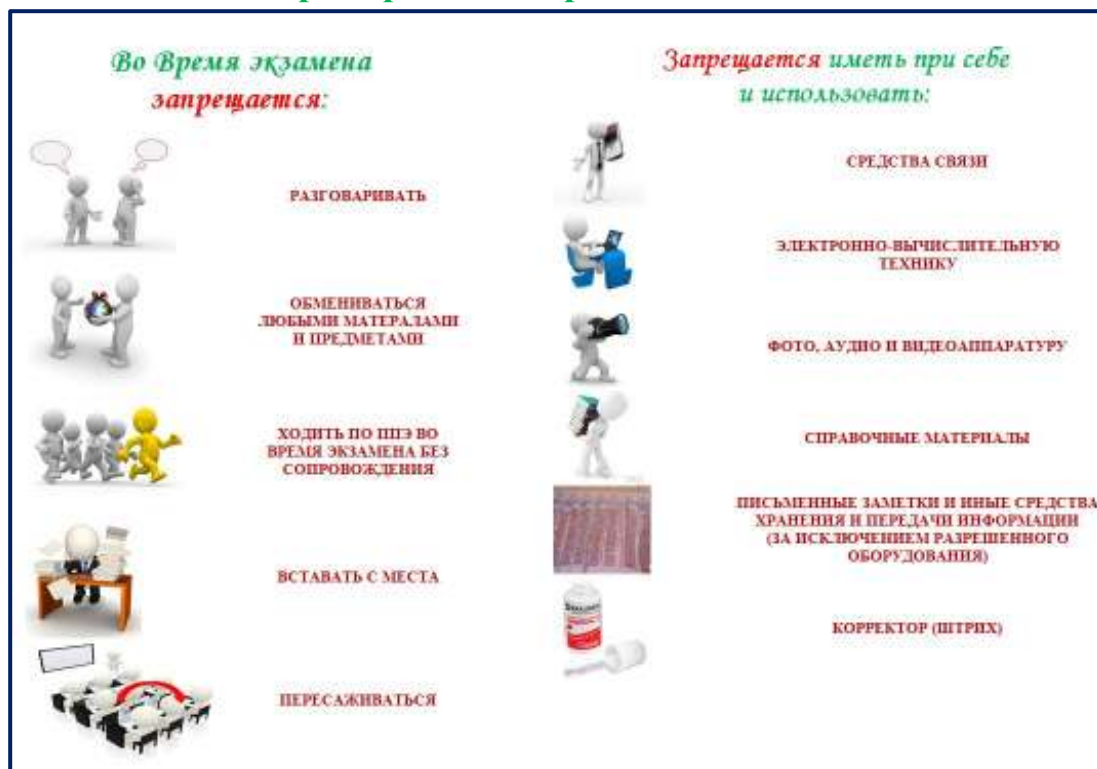 Во Время экзамена
запрещается:
РАЗГОВАРИВАТЬ
ОБМЕНИВАТЬСЯ
ЛЮБЫМИ МАТЕРАЛАМИ
И ПРЕДМЕТАМИ
ХОДИТЬ ПО ППЭ ВО
ВРЕМЯ ЭКЗАМЕНА БЕЗ
СОПРОВОЖДЕНИЯ
ВСТАВАТЬ С МЕСТА
ПЕРЕСАЖИВАТЬСЯ
Запрещается иметь при себе
и использовать:
СРЕДСТВА СВЯЗИ
ЭЛЕКТРОННО-ВЫЧИСЛИТЕЛЬНУЮ
ТЕХНИКУ
ФОТО, АУДИО И ВИДЕОАППАРАТУРУ
СПРАВОЧНЫЕ МАТЕРИАЛЫ
ПИСЬМЕННЫЕ ЗАМЕТКИ И ИНЫЕ СРЕДСТВА
ХРАНЕНИЯ И ПЕРЕДАЧИ ИНФОРМАЦИИ
(ЗА ИСКЛЮЧЕНИЕМ РАЗРЕШЕННОГО
ОБОРУДОВАНИЯ)
КОРРЕКТОР (ШТРИХ)